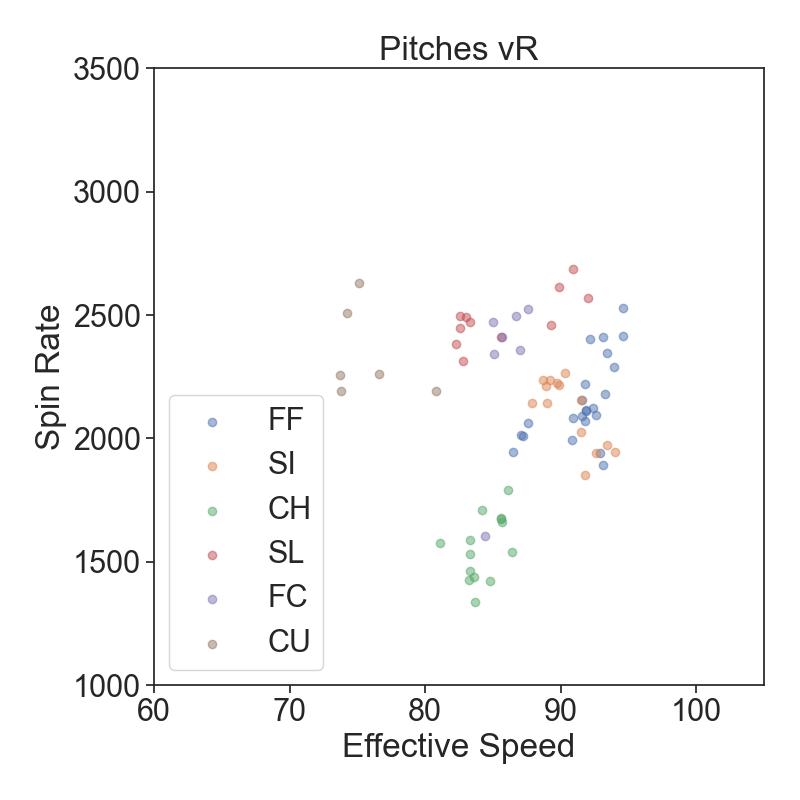 Pitches vR
3500
3000
2500
2000
1500
1000
Spin Rate
FF
SI
CH
SL
FC
CU
60 70 80 90 100
Effective Speed